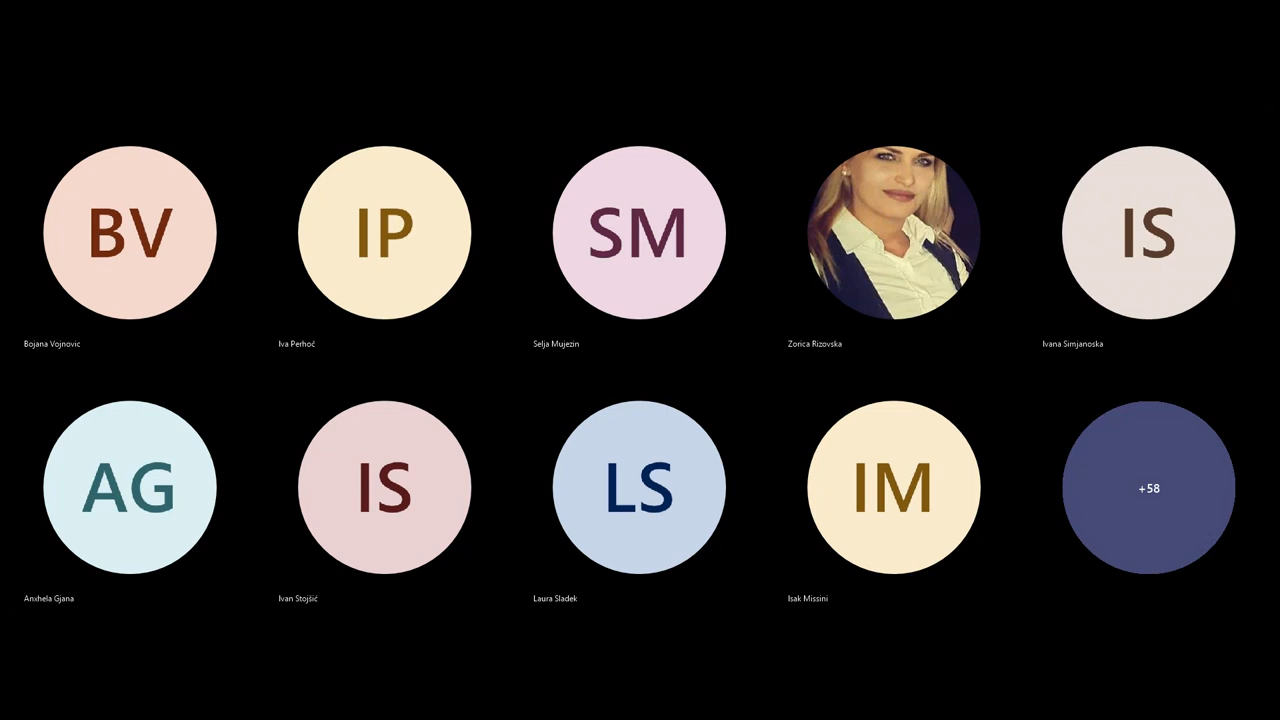 BV
IP
SM
IS
Bojana Vojnovic
Iva Perhoč
Selja Mujezin
Zorica Rizovska
Ivana Simjanoska
AG
IS
LS
IM
+58
Anxhela Gjana
Ivan Stojšić
Laura Sladek
Isak Missini